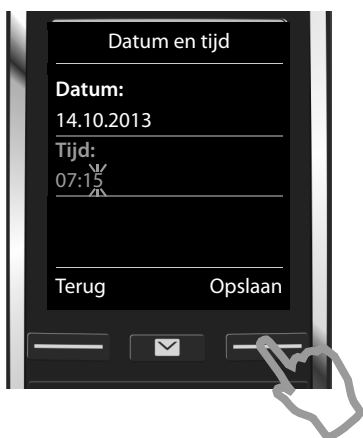 Datum en tijd
Datum:
14.10.2013
Tijd:
07:15
Terug Opslaan